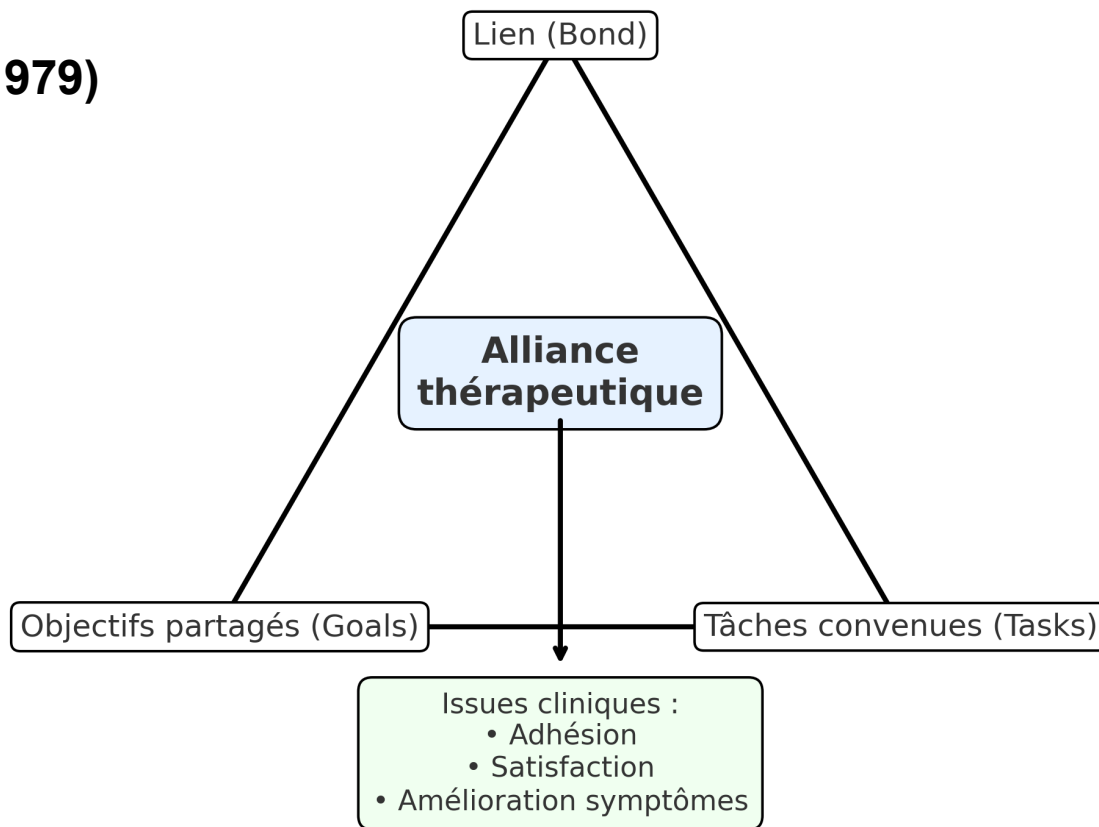 Lien (Bond)
979)
Alliance
thérapeutique
Objectifs partagés (Goals)
Tâches convenues (Tasks)
Issues cliniques :
• Adhésion
• Satisfaction
• Amélioration symptômes